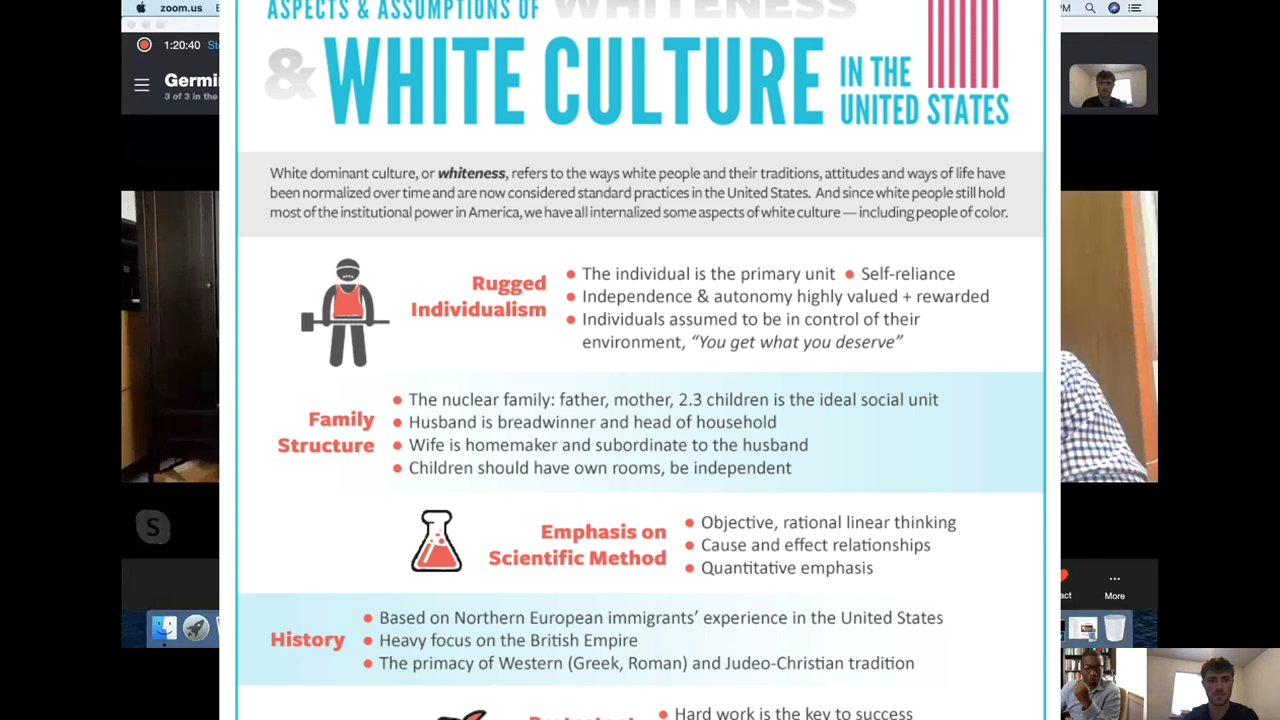 zoom.us
1:20:40
Germi
3 of 3 in the
ASPECTS & ASSUMPTIONS OF WHITENESS
& WHITE CULTURE IN THE
UNITED STATES
White dominant culture, or whiteness, refers to the ways white people and their traditions, attitudes and ways of life have
been normalized over time and are now considered standard practices in the United States. And since white people still hold
most of the institutional power in America, we have all internalized some aspects of white culture — including people of color.
Rugged
Individualism
• The individual is the primary unit • Self-reliance
• Independence & autonomy highly valued + rewarded
• Individuals assumed to be in control of their
environment, “You get what you deserve”
Family
Structure
• The nuclear family: father, mother, 2.3 children is the ideal social unit
• Husband is breadwinner and head of household
• Wife is homemaker and subordinate to the husband
• Children should have own rooms, be independent
Emphasis on
Scientific Method
• Objective, rational linear thinking
• Cause and effect relationships
• Quantitative emphasis
History
• Based on Northern European immigrants’ experience in the United States
• Heavy focus on the British Empire
• The primacy of Western (Greek, Roman) and Judeo-Christian tradition
• Hard work is the key to success
S
More